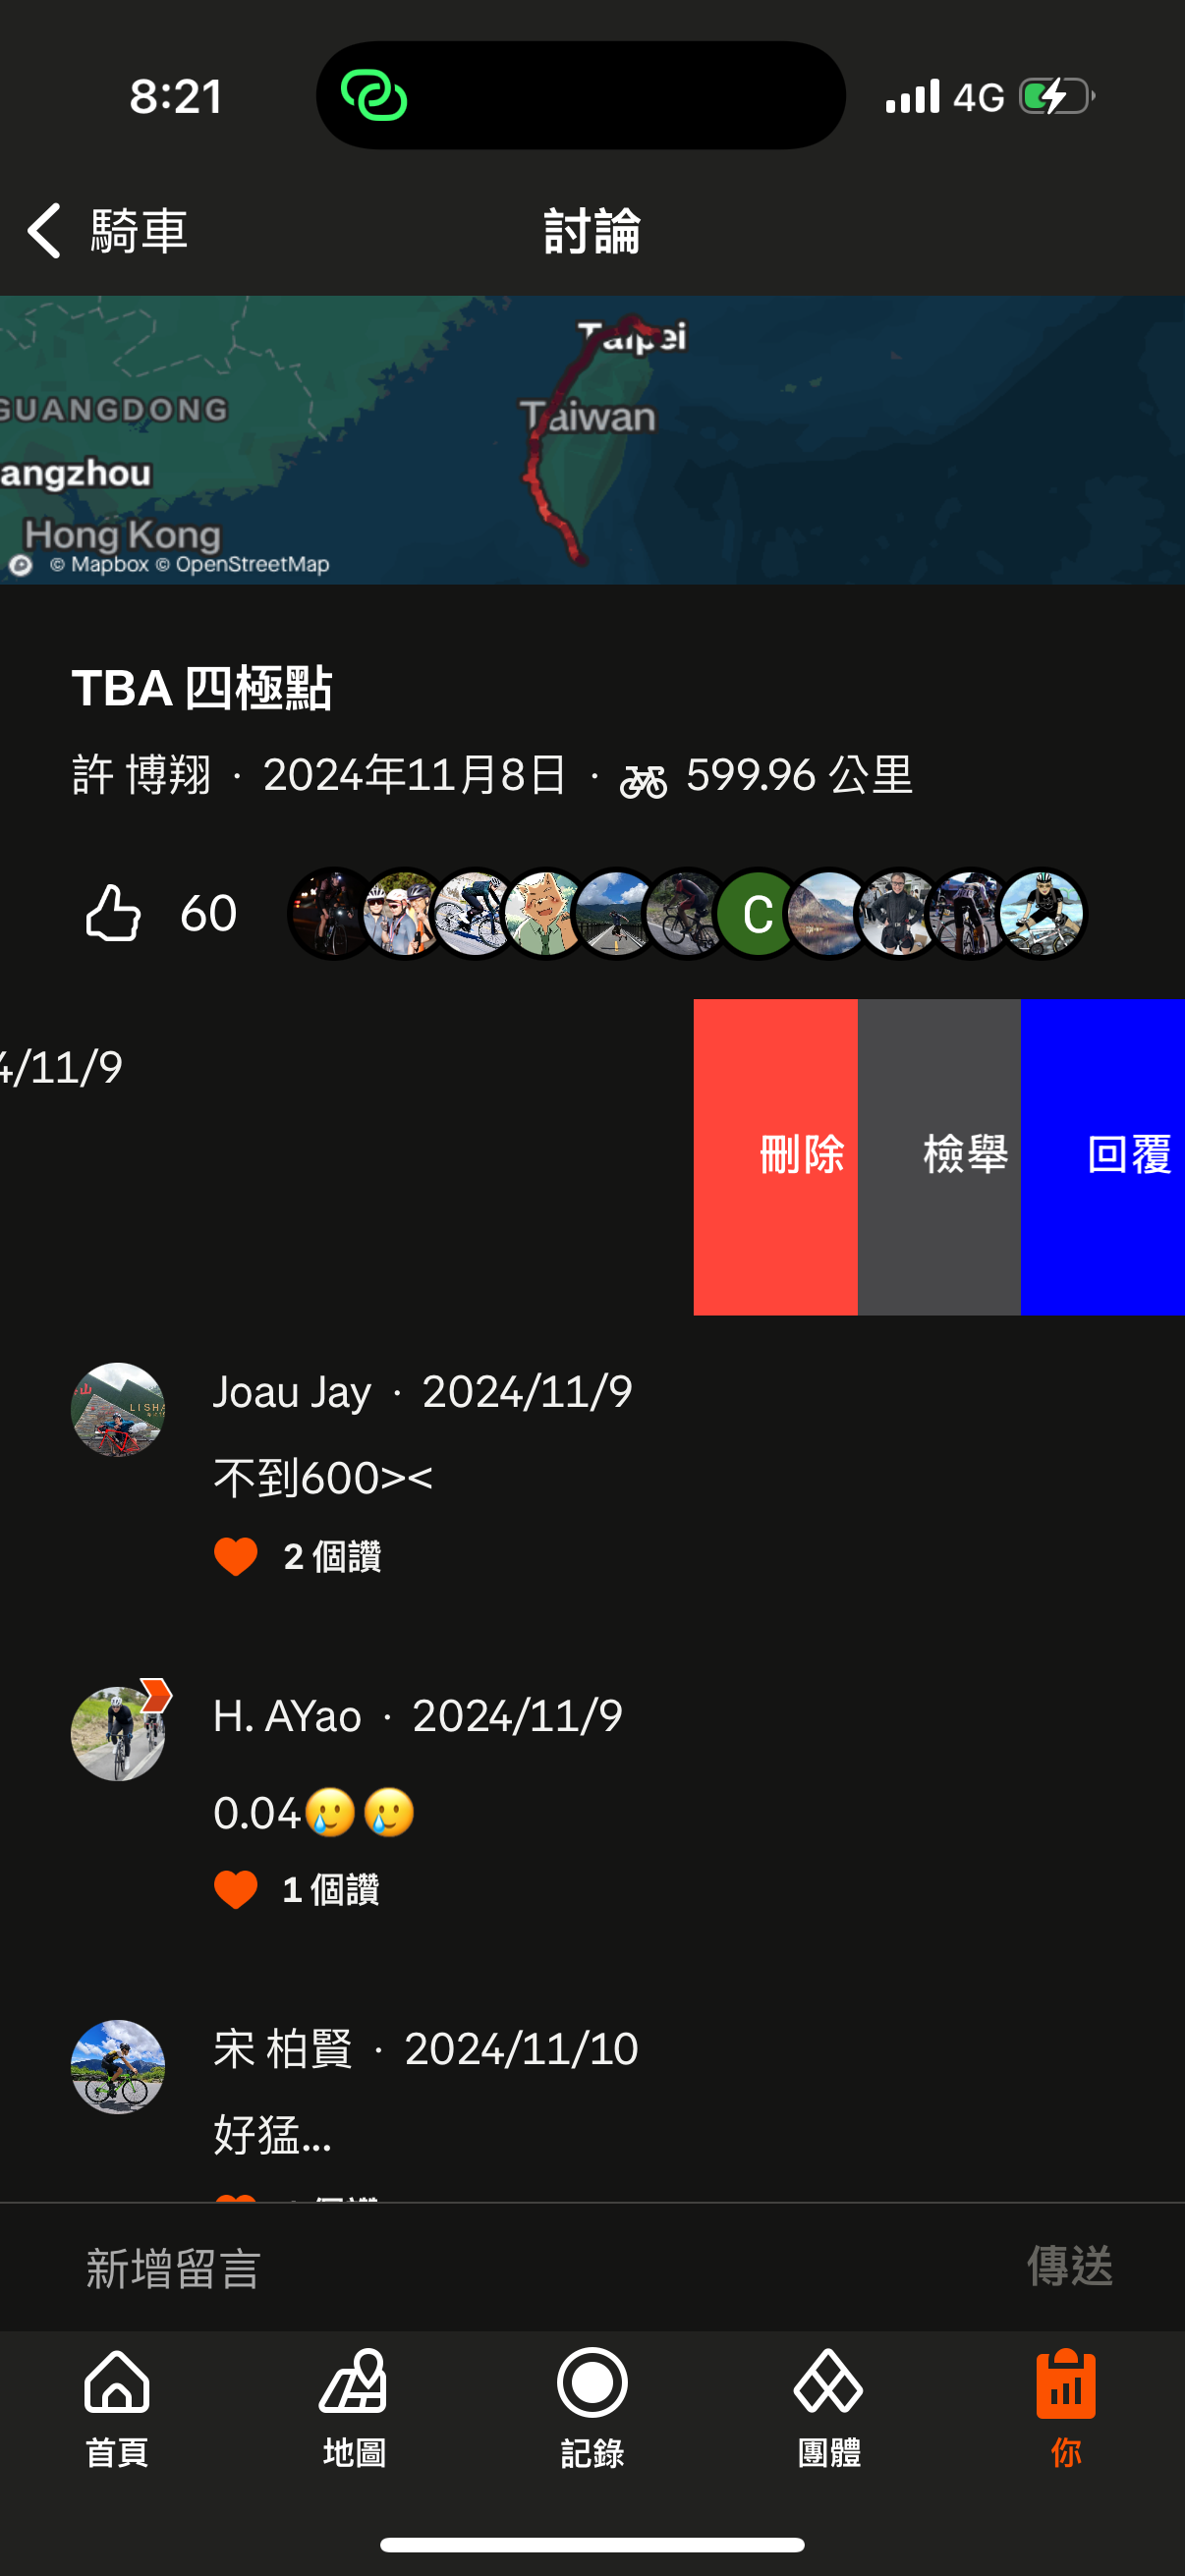 8:21
4G
騎車
討論
Taipei
GUANGDONG
Taiwan
angzhou
Hong Kong
© Mapbox © OpenStreetMap
TBA 四極點
許 博翔 · 2024年11月8日 · 599.96 公里
60
C
4/11/9
刪除
檢舉
回覆
Joau Jay · 2024/11/9
不到600><
2 個讚
H. AYao · 2024/11/9
0.04🥲🥲
1 個讚
宋 柏賢 · 2024/11/10
好猛...
新增留言
傳送
首頁
地圖
記錄
團體
你